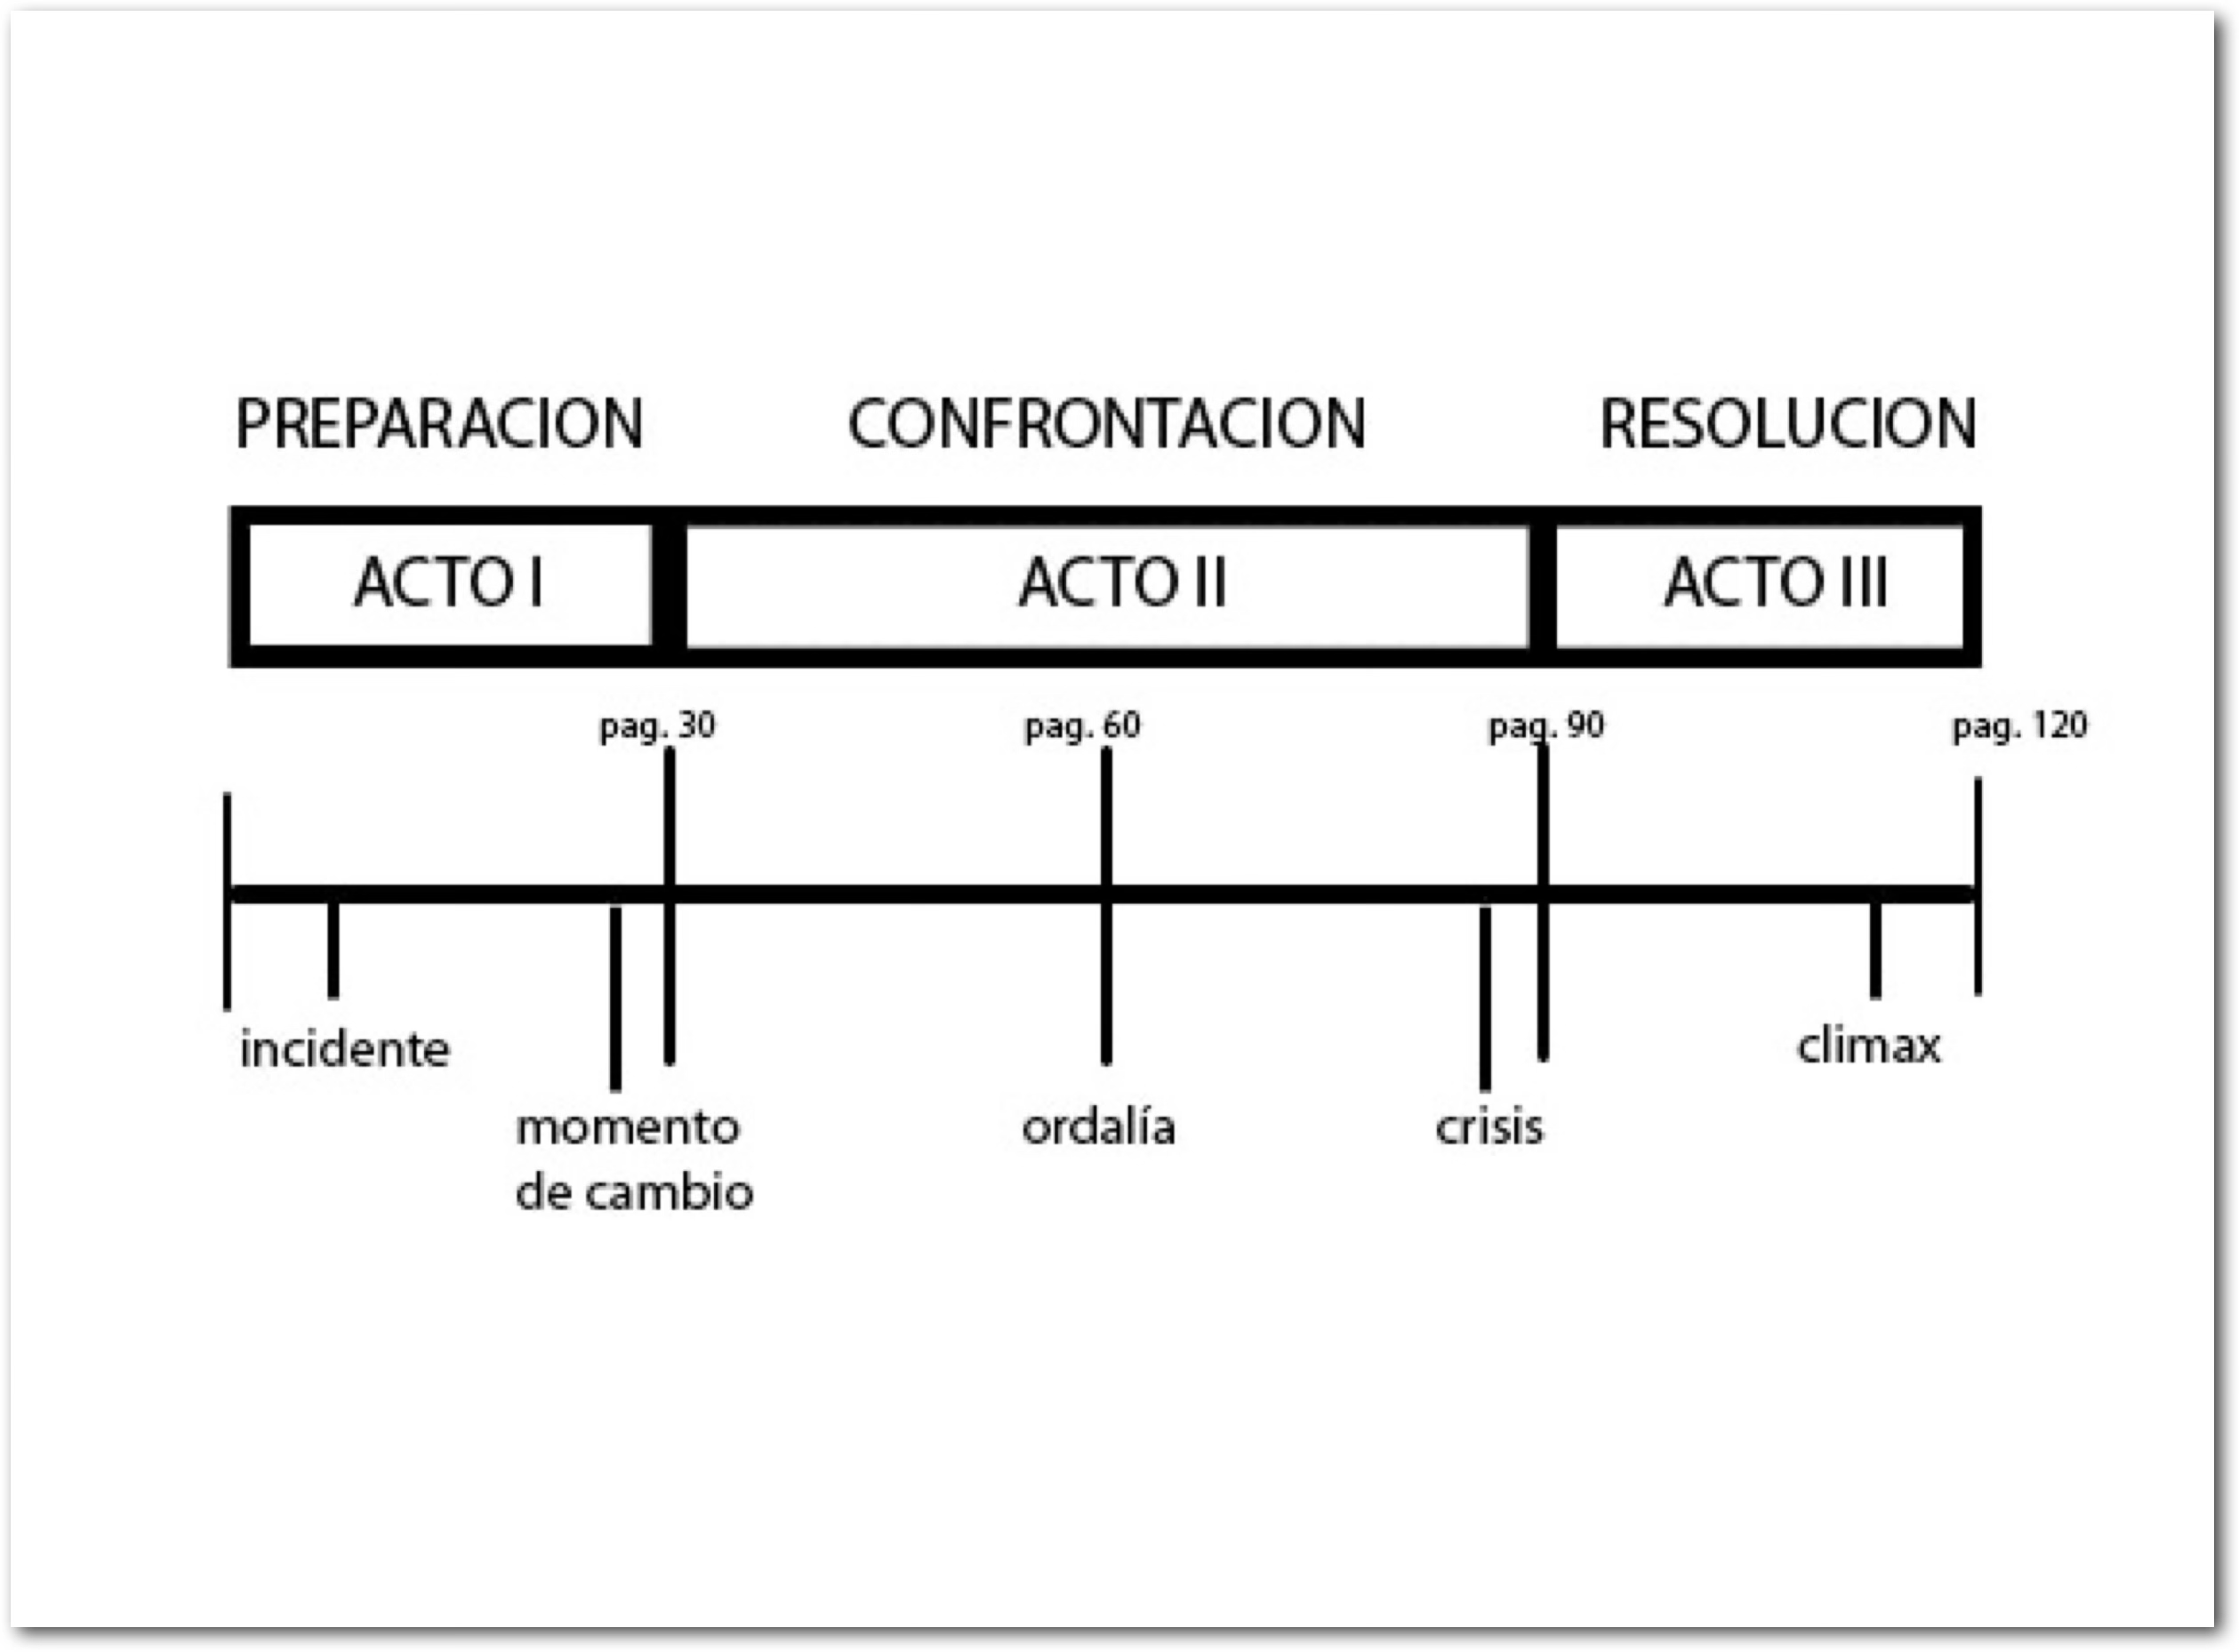 PREPARACION
CONFRONTACION
RESOLUCION
ACTO I
ACTO II
ACTO III
pag. 30
pag. 60
pag. 90
pag. 120
incidente
momento
de cambio
ordalía
crisis
climax